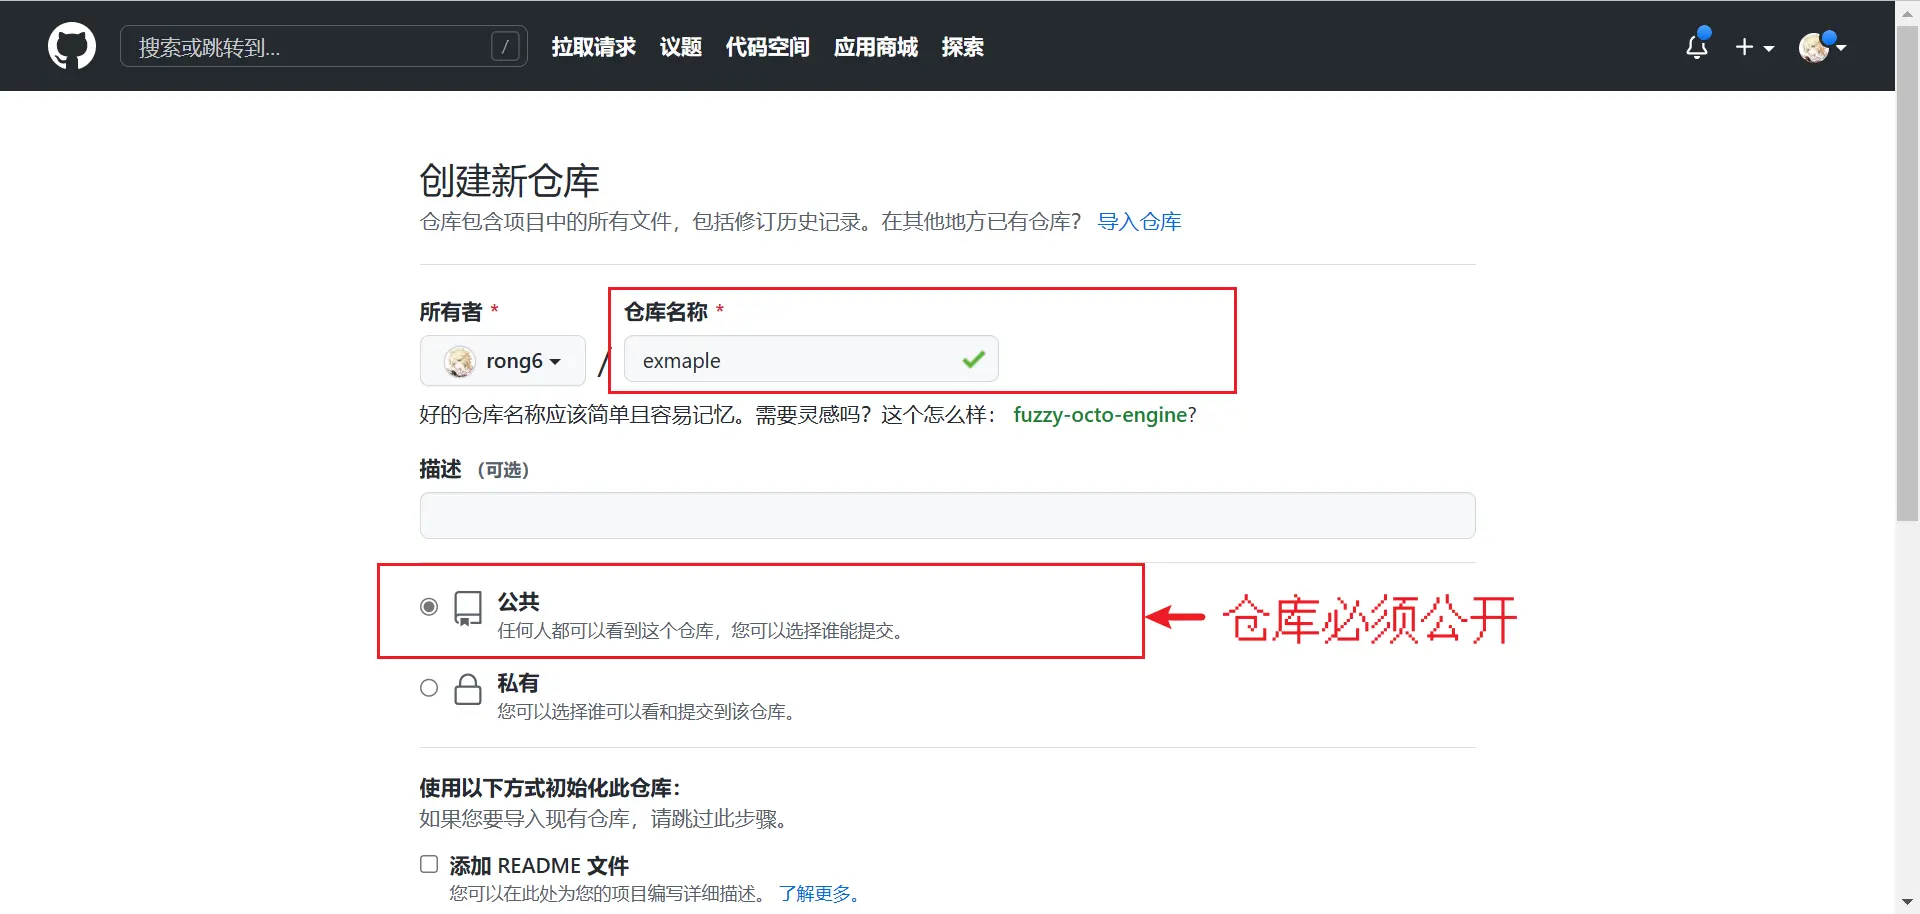 搜索或跳转到... /
拉取请求 议题 代码空间 应用商城 探索
创建新仓库
仓库包含项目中的所有文件，包括修订历史记录。在其他地方已有仓库？ 导入仓库
所有者 *
仓库名称 *
rong6
/
exmaple
好的仓库名称应该简单且容易记忆。需要灵感吗？这个怎么样： fuzzy-octo-engine?
描述 （可选）
公共
任何人都可以看到这个仓库，您可以选择谁能提交。
仓库必须公开
私有
您可以选择谁可以看和提交到该仓库。
使用以下方式初始化此仓库：
如果您要导入现有仓库，请跳过此步骤。
添加 README 文件
您可以在此处为您的项目编写详细描述。 了解更多。